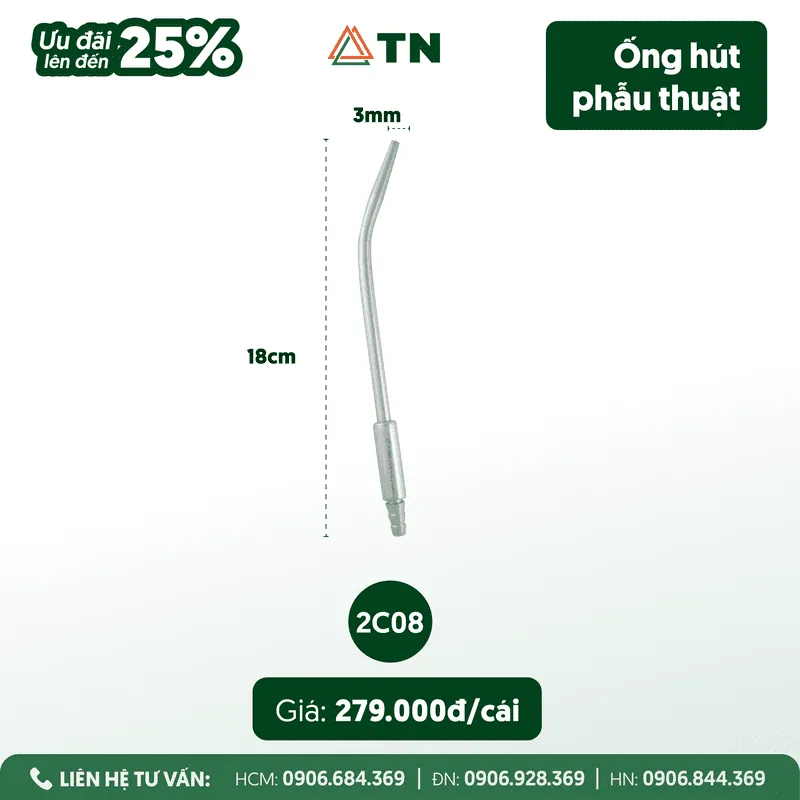 Ưu đãi
lên đến 25%
TN
Ống hút
phẫu thuật
3mm
18cm
2C08
Giá: 279.000đ/cái
LIÊN HỆ TƯ VẤN: HCM: 0906.684.369 | ĐN: 0906.928.369 | HN: 0906.844.369